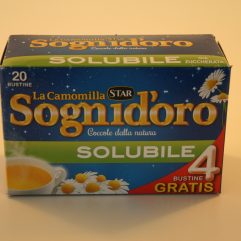 SOLUBILE
ZUCCHERATA
20
BUSTINE
La Camomilla STAR
Sognidoro
Coccole dalla natura
SOLUBILE
4
BUSTINE
GRATIS